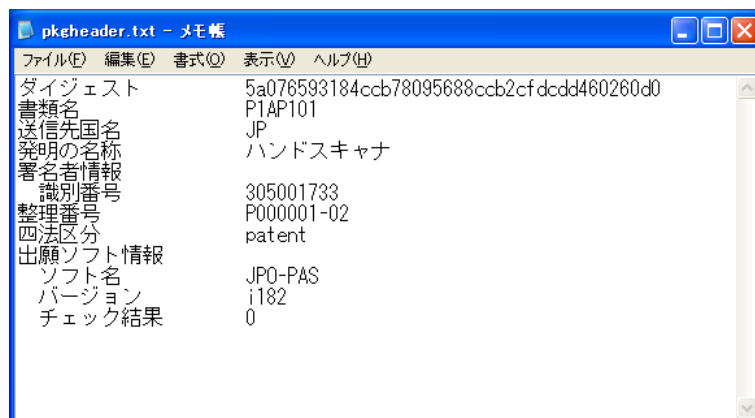 pkgheader.txt - メモ帳
ファイル(F) 編集(E) 書式(O) 表示(V) ヘルプ(H)
ダイジェスト 5a076593184ccb78095688ccb2cfdcdd460260d0
書類名 P1AP101
送信先国名 JP
発明の名称 ハンドスキャナ
署名者情報
識別番号 305001733
整理番号 P000001-02
四法区分 patent
出願ソフト情報
ソフト名 JPO-PAS
バージョン i182
チェック結果 0